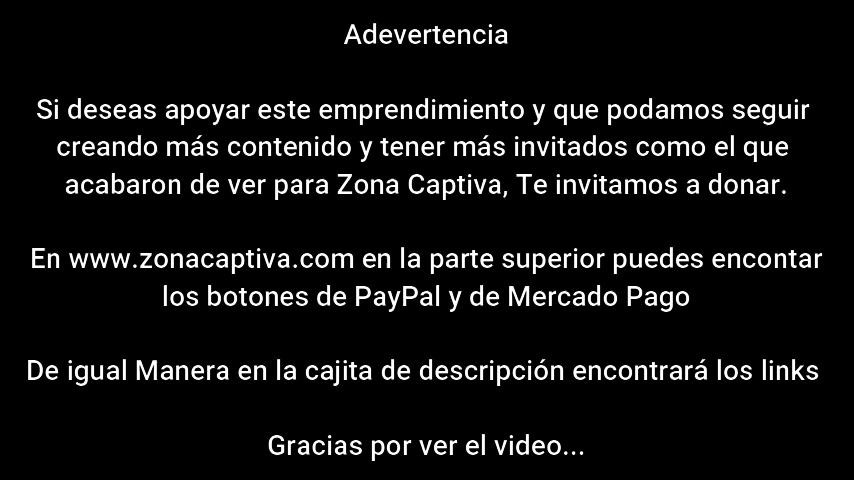 Adevertencia
Si deseas apoyar este emprendimiento y que podamos seguir
creando más contenido y tener más invitados como el que
acabaron de ver para Zona Captiva, Te invitamos a donar.
En www.zonacaptiva.com en la parte superior puedes encontar
los botones de PayPal y de Mercado Pago
De igual Manera en la cajita de descripción encontrará los links
Gracias por ver el video...